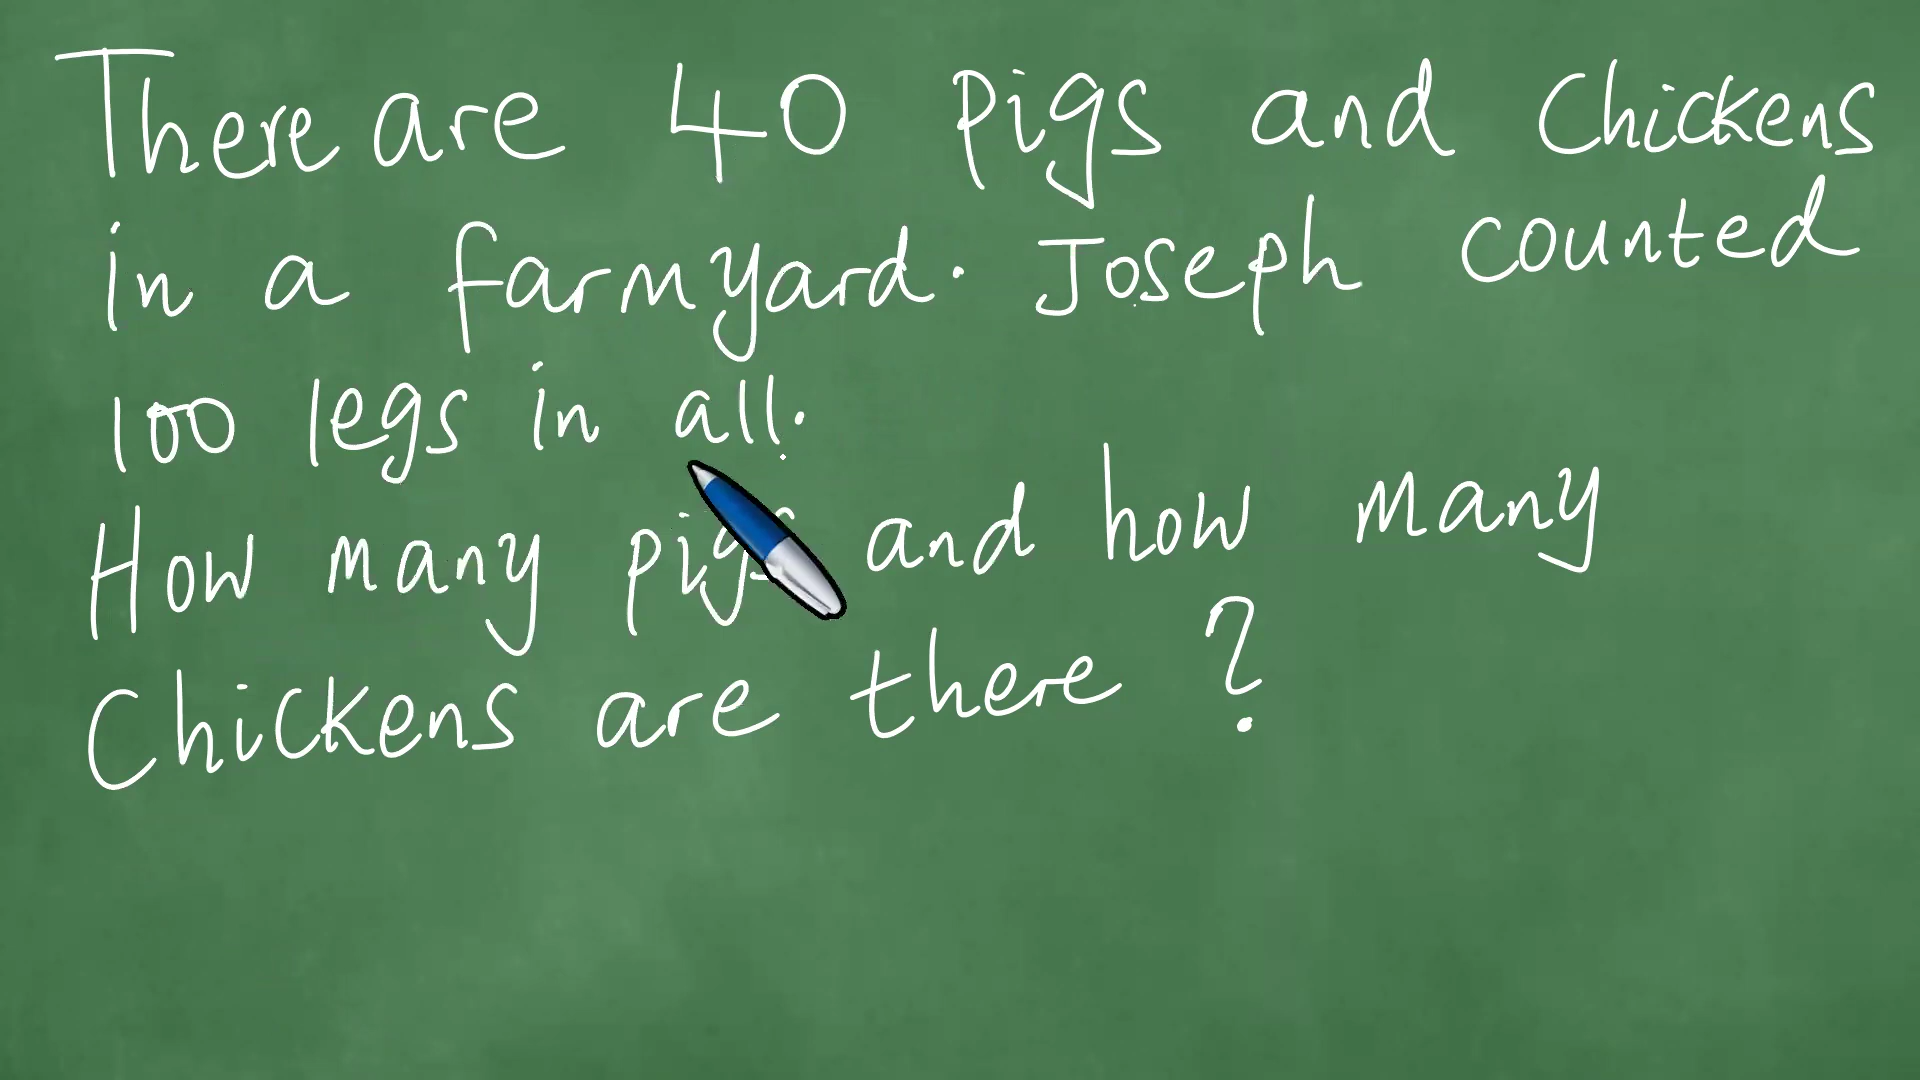 There are 40 pigs and Chickens
in a farmyard. Joseph counted
100 legs in all.
How many pigs and how many
Chickens are there ?